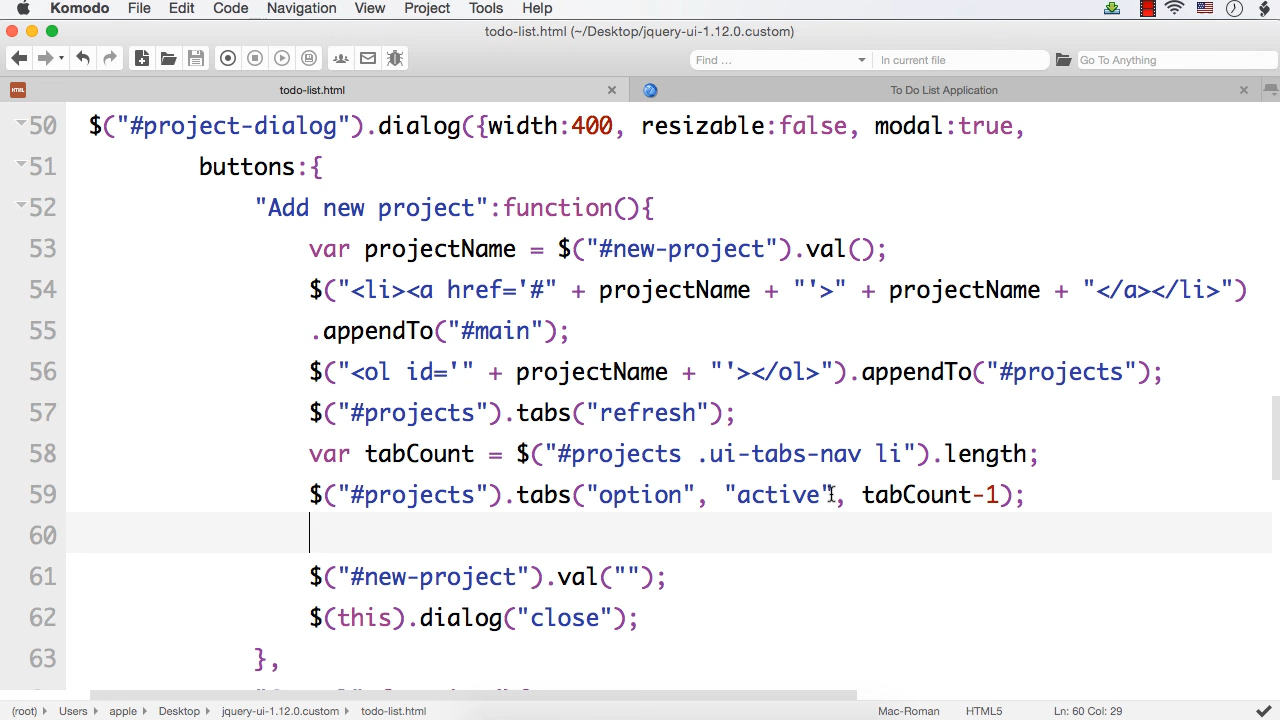 Komodo File Edit Code Navigation View Project Tools Help
todo-list.html (~/Desktop/jquery-ui-1.12.0.custom)
Find ... In current file Go To Anything
HTML todo-list.html To Do List Application
50 $("#project-dialog").dialog({width:400, resizable:false, modal:true,
51 buttons:{
52 "Add new project":function(){
53 var projectName = $("#new-project").val();
54 $("<li><a href='#" + projectName + "'>" + projectName + "</a></li>")
55 .appendTo("#main");
56 $("<ol id='" + projectName + "'></ol>").appendTo("#projects");
57 $("#projects").tabs("refresh");
58 var tabCount = $("#projects .ui-tabs-nav li").length;
59 $("#projects").tabs("option", "active", tabCount-1);
60
61 $("#new-project").val("");
62 $(this).dialog("close");
63 },
(root) Users apple Desktop jquery-ui-1.12.0.custom todo-list.html Mac-Roman HTML5 Ln: 60 Col: 29